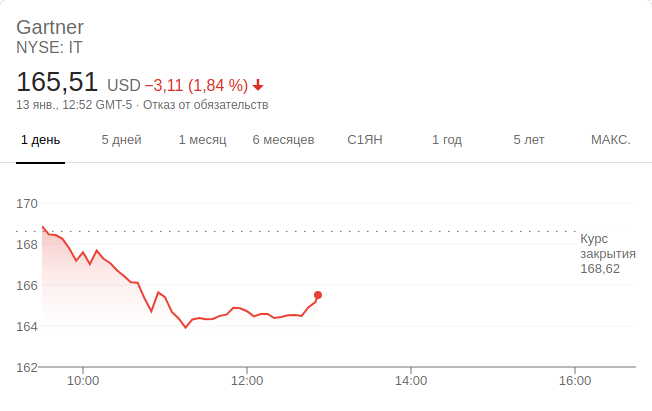 Gartner
NYSE: IT
165,51 USD −3,11 (1,84 %)
13 янв., 12:52 GMT-5 · Отказ от обязательств
1 день 5 дней 1 месяц 6 месяцев С1ЯН 1 год 5 лет МАКС.
170
168
166
164
162
Курс
закрытия
168,62
10:00 12:00 14:00 16:00